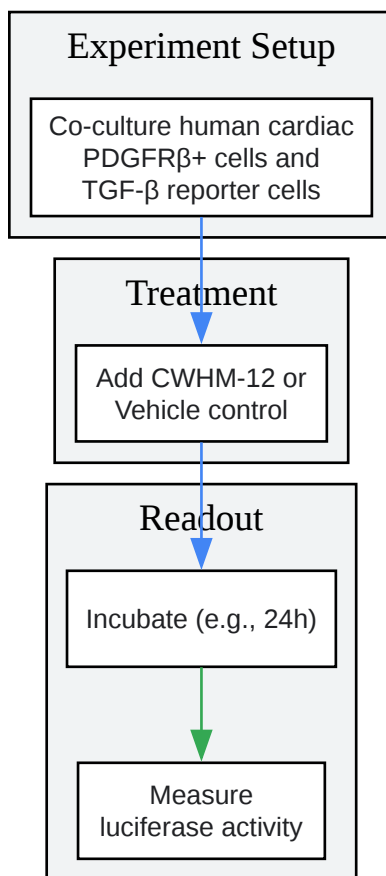 Experiment Setup
Co-culture human cardiac
PDGFRβ+ cells and
TGF-β reporter cells
Treatment
Add CWHM-12 or
Vehicle control
Readout
Incubate (e.g., 24h)
Measure
luciferase activity